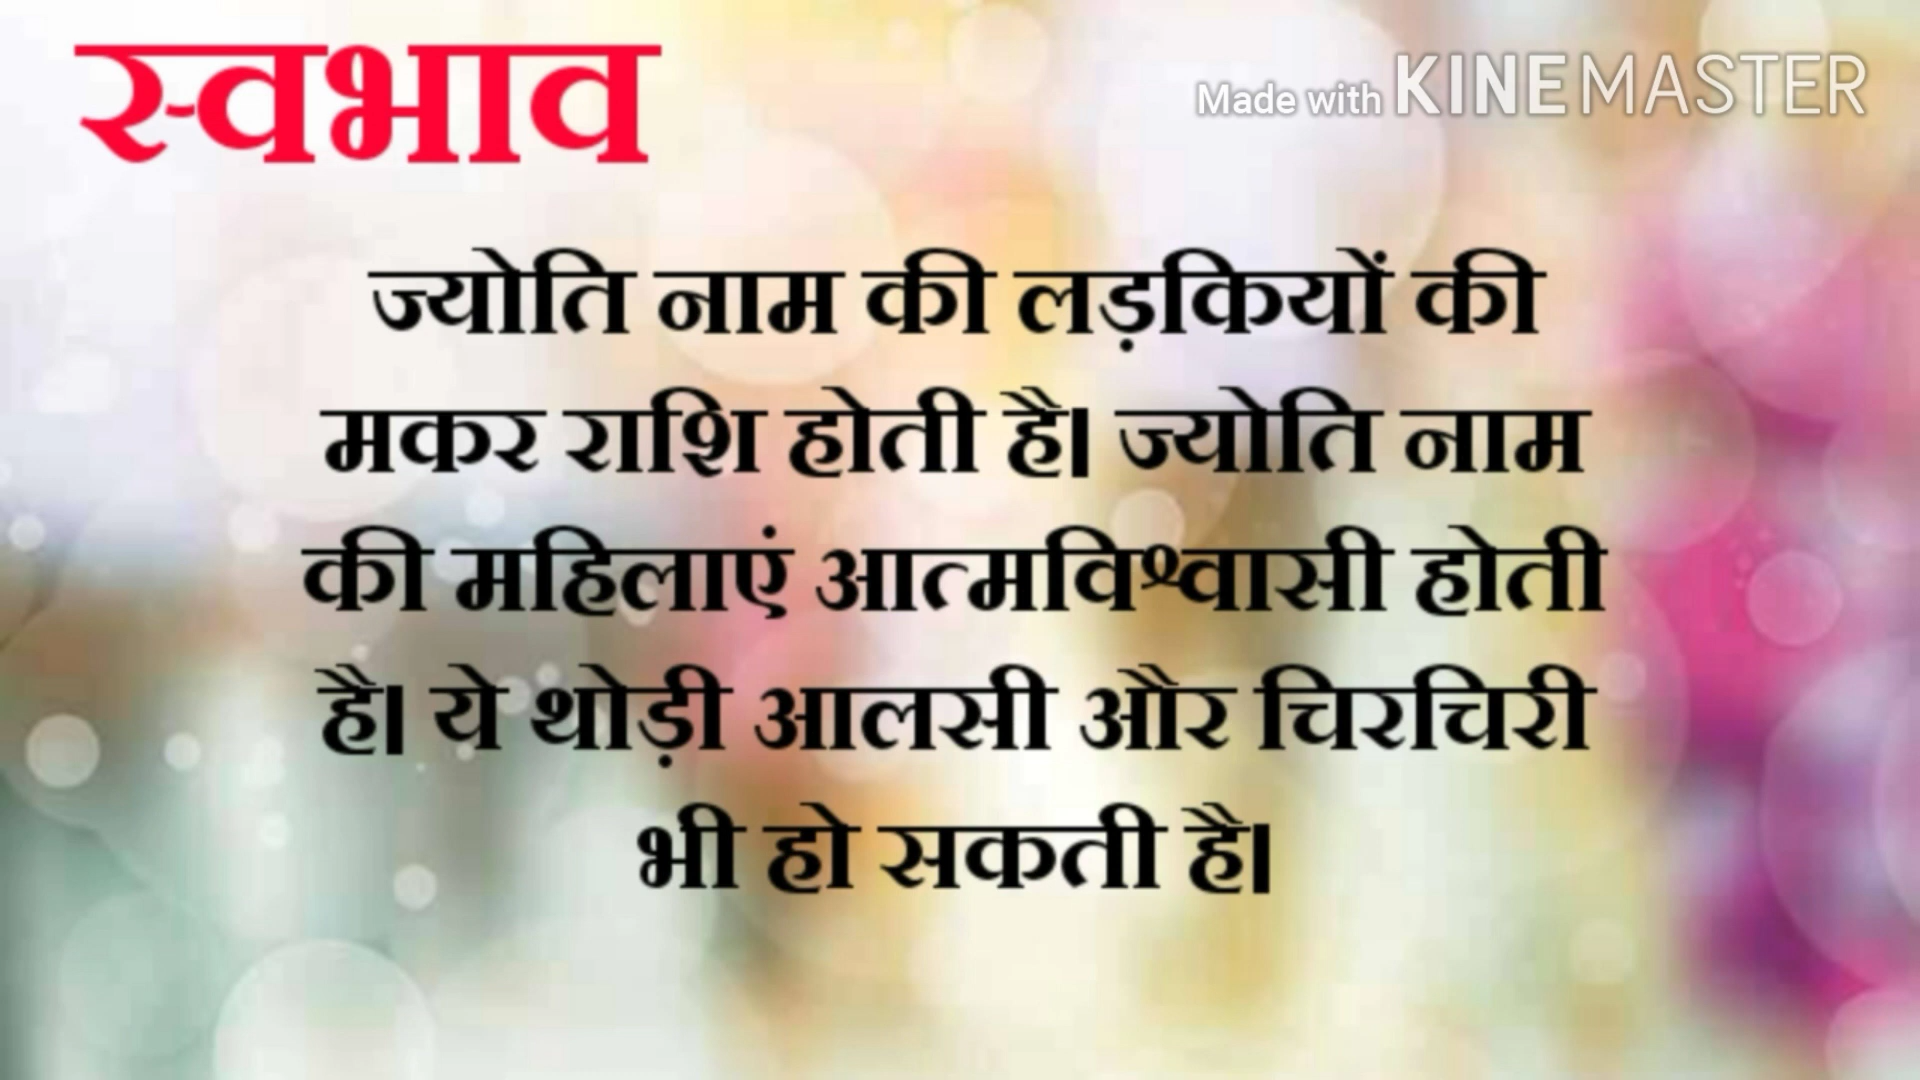 स्वभाव
Made with KINEMASTER
ज्योति नाम की लड़कियों की
मकर राशि होती है। ज्योति नाम
की महिलाएं आत्मविश्वासी होती
है। ये थोड़ी आलसी और चिरचिरी
भी हो सकती है।